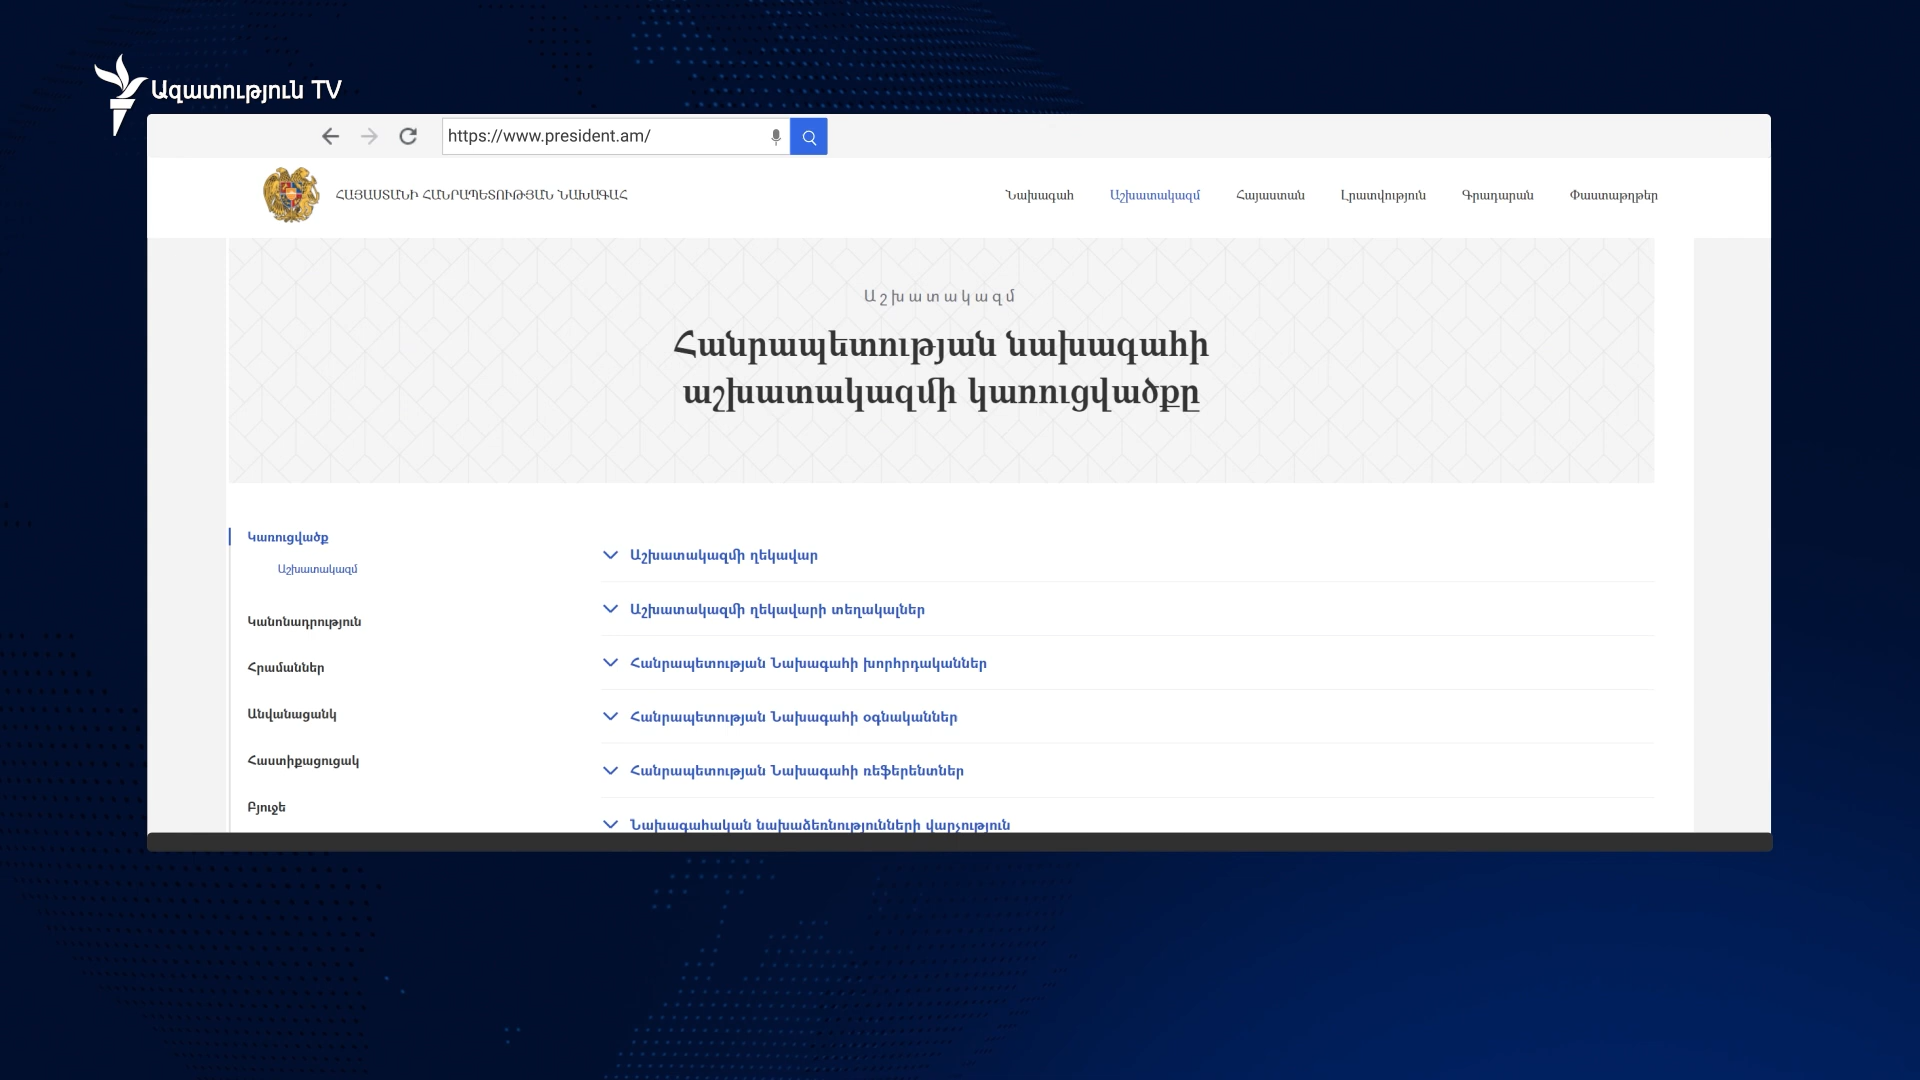 Ազատություն TV
https://www.president.am/
ՀԱՅԱՍՏԱՆԻ ՀԱՆՐԱՊԵՏՈՒԹՅԱՆ ՆԱԽԱԳԱՀ
Նախագահ Աշխատակազմ Հայաստան Լրատվություն Գրադարան Փաստաթղթեր
Աշխատակազմ
Հանրապետության նախագահի
աշխատակազմի կառուցվածքը
Կառուցվածք
Աշխատակազմ
Կանոնադրություն
Հրամաններ
Անվանացանկ
Հաստիքացուցակ
Բյուջե
Աշխատակազմի ղեկավար
Աշխատակազմի ղեկավարի տեղակալներ
Հանրապետության Նախագահի խորհրդականներ
Հանրապետության Նախագահի օգնականներ
Հանրապետության Նախագահի ռեֆերենտներ
Նախագահական նախաձեռնությունների վարչություն